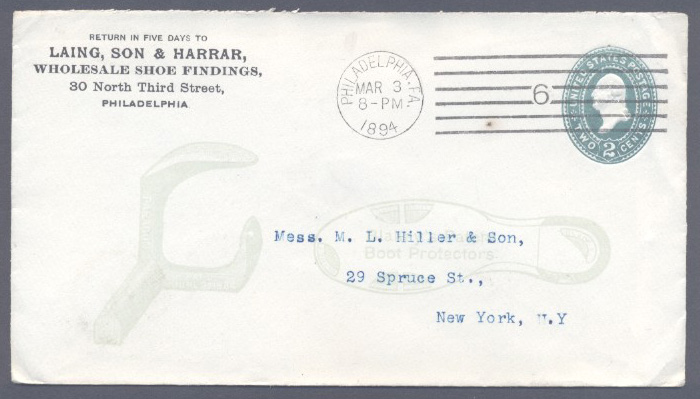 RETURN IN FIVE DAYS TO
LAING, SON & HARRAR,
WHOLESALE SHOE FINDINGS,
30 North Third Street,
PHILADELPHIA
PHILADELPHIA, PA.
MAR 3
8-PM
1894
6
UNITED STATES POSTAGE
TWO 2 CENTS
Mess. M. L. Hiller & Son,
Boot Protectors
29 Spruce St.,
New York, N.Y